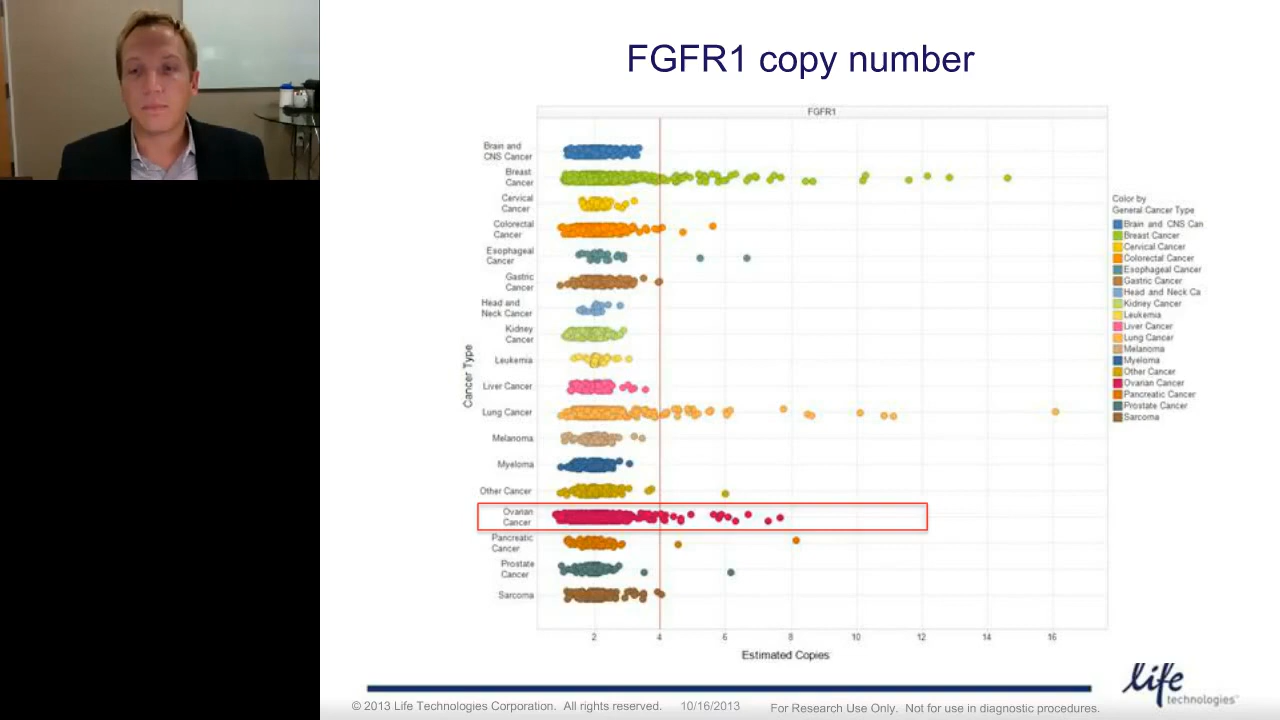 FGFR1 copy number
FGFR1
Brain and
CNS Cancer
Breast
Cancer
Cervical
Cancer
Colorectal
Cancer
Esophageal
Cancer
Gastric
Cancer
Head and
Neck Cancer
Kidney
Cancer
Leukemia
Liver Cancer
Lung Cancer
Melanoma
Myeloma
Other Cancer
Ovarian
Cancer
Pancreatic
Cancer
Prostate
Cancer
Sarcoma
Cancer Type
2 4 6 8 10 12 14 16
Estimated Copies
Color by
General Cancer Type
Brain and CNS Can
Breast Cancer
Cervical Cancer
Colorectal Cancer
Esophageal Cancer
Gastric Cancer
Head and Neck Ca
Kidney Cancer
Leukemia
Liver Cancer
Lung Cancer
Melanoma
Myeloma
Other Cancer
Ovarian Cancer
Pancreatic Cancer
Prostate Cancer
Sarcoma
life
technologies™
© 2013 Life Technologies Corporation. All rights reserved. 10/16/2013 For Research Use Only. Not for use in diagnostic procedures.